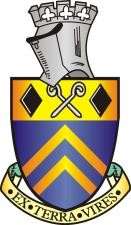 · EX · TERRA · VIRES ·